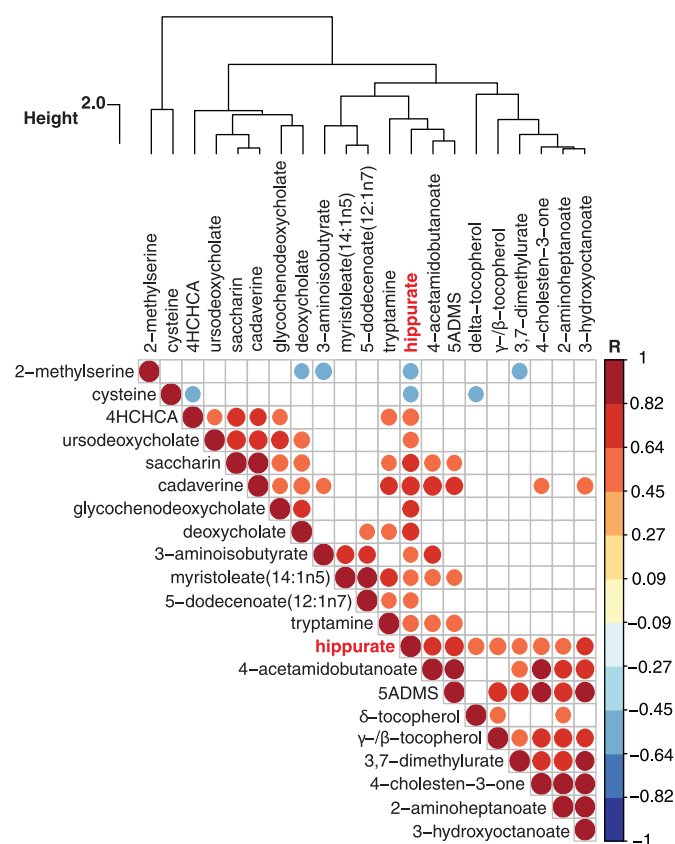 2.0
Height
2−methylserine
cysteine
4HCHCA
ursodeoxycholate
saccharin
cadaverine
glycochenodeoxycholate
deoxycholate
3−aminoisobutyrate
myristoleate(14:1n5)
5−dodecenoate(12:1n7)
tryptamine
hippurate
4−acetamidobutanoate
5ADMS
delta−tocopherol
γ−/β−tocopherol
3,7−dimethylurate
4−cholesten−3−one
2−aminoheptanoate
3−hydroxyoctanoate
R
2−methylserine
cysteine
4HCHCA
ursodeoxycholate
saccharin
cadaverine
glycochenodeoxycholate
deoxycholate
3−aminoisobutyrate
myristoleate(14:1n5)
5−dodecenoate(12:1n7)
tryptamine
hippurate
4−acetamidobutanoate
5ADMS
δ−tocopherol
γ−/β−tocopherol
3,7−dimethylurate
4−cholesten−3−one
2−aminoheptanoate
3−hydroxyoctanoate
1
0.82
0.64
0.45
0.27
0.09
−0.09
−0.27
−0.45
−0.64
−0.82
−1